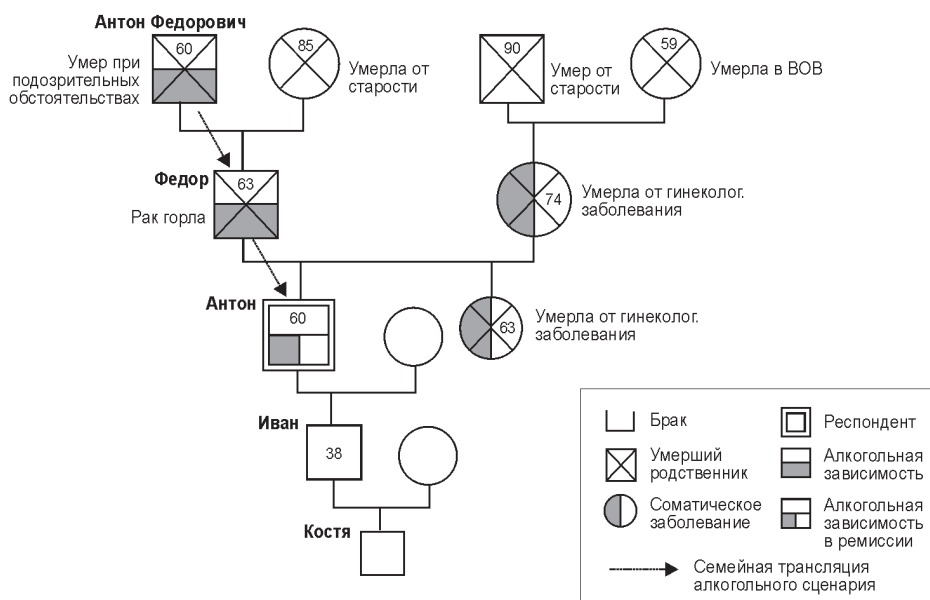 Антон Федорович
60
Умер при
подозрительных
обстоятельствах
85
Умерла от
старости
90
Умер от
старости
59
Умерла в ВОВ
Федор
63
Рак горла
74
Умерла от гинеколог.
заболевания
Антон
60
63
Умерла от гинеколог.
заболевания
Иван
38
Костя
Брак
Респондент
Умерший
родственник
Алкогольная
зависимость
Соматическое
заболевание
Алкогольная
зависимость
в ремиссии
Семейная трансляция
алкогольного сценария